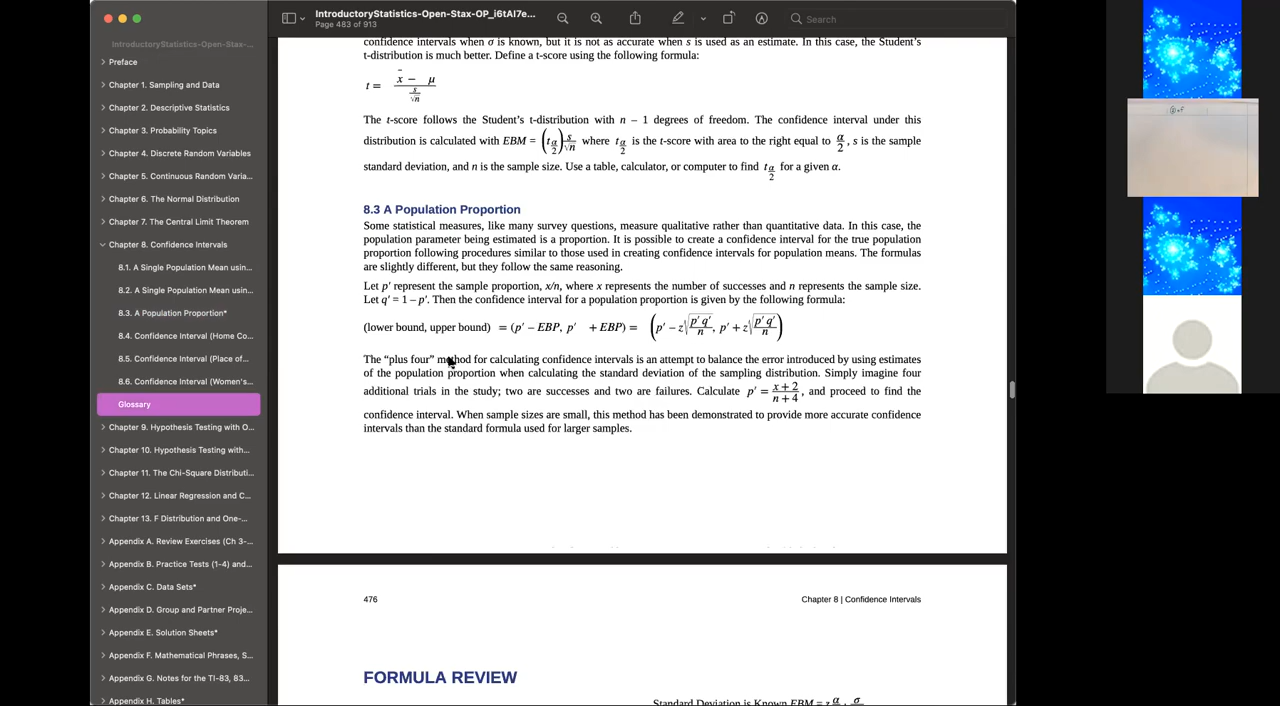 IntroductoryStatistics-Open-Stax-OP_i6tAI7e...
Page 483 of 913
Search
IntroductoryStatistics-Open-Stax-...
Preface
Chapter 1. Sampling and Data
Chapter 2. Descriptive Statistics
Chapter 3. Probability Topics
Chapter 4. Discrete Random Variables
Chapter 5. Continuous Random Varia...
Chapter 6. The Normal Distribution
Chapter 7. The Central Limit Theorem
Chapter 8. Confidence Intervals
8.1. A Single Population Mean usin...
8.2. A Single Population Mean usin...
8.3. A Population Proportion*
8.4. Confidence Interval (Home Co...
8.5. Confidence Interval (Place of...
8.6. Confidence Interval (Women's...
Glossary
Chapter 9. Hypothesis Testing with O...
Chapter 10. Hypothesis Testing with...
Chapter 11. The Chi-Square Distributi...
Chapter 12. Linear Regression and C...
Chapter 13. F Distribution and One-...
Appendix A. Review Exercises (Ch 3-...
Appendix B. Practice Tests (1-4) and...
Appendix C. Data Sets*
Appendix D. Group and Partner Proje...
Appendix E. Solution Sheets*
Appendix F. Mathematical Phrases, S...
Appendix G. Notes for the TI-83, 83...
Appendix H. Tables*
confidence intervals when σ is known, but it is not as accurate when s is used as an estimate. In this case, the Student's
t-distribution is much better. Define a t-score using the following formula:
t = (x̄ − μ) / (s/√n)
The t-score follows the Student's t-distribution with n − 1 degrees of freedom. The confidence interval under this
distribution is calculated with EBM = (t α/2) s/√n where t α/2 is the t-score with area to the right equal to α/2, s is the sample
standard deviation, and n is the sample size. Use a table, calculator, or computer to find t α/2 for a given α.
8.3 A Population Proportion
Some statistical measures, like many survey questions, measure qualitative rather than quantitative data. In this case, the
population parameter being estimated is a proportion. It is possible to create a confidence interval for the true population
proportion following procedures similar to those used in creating confidence intervals for population means. The formulas
are slightly different, but they follow the same reasoning.
Let p′ represent the sample proportion, x/n, where x represents the number of successes and n represents the sample size.
Let q′ = 1 – p′. Then the confidence interval for a population proportion is given by the following formula:
(lower bound, upper bound) = (p′ – EBP, p′ + EBP) = (p′ – z√(p′ q′/n), p′ + z√(p′ q′/n))
The “plus four” method for calculating confidence intervals is an attempt to balance the error introduced by using estimates
of the population proportion when calculating the standard deviation of the sampling distribution. Simply imagine four
additional trials in the study; two are successes and two are failures. Calculate p′ = (x + 2)/(n + 4), and proceed to find the
confidence interval. When sample sizes are small, this method has been demonstrated to provide more accurate confidence
intervals than the standard formula used for larger samples.
476
Chapter 8 | Confidence Intervals
FORMULA REVIEW
Standard Deviation is Known EBM = z α/2 · σ